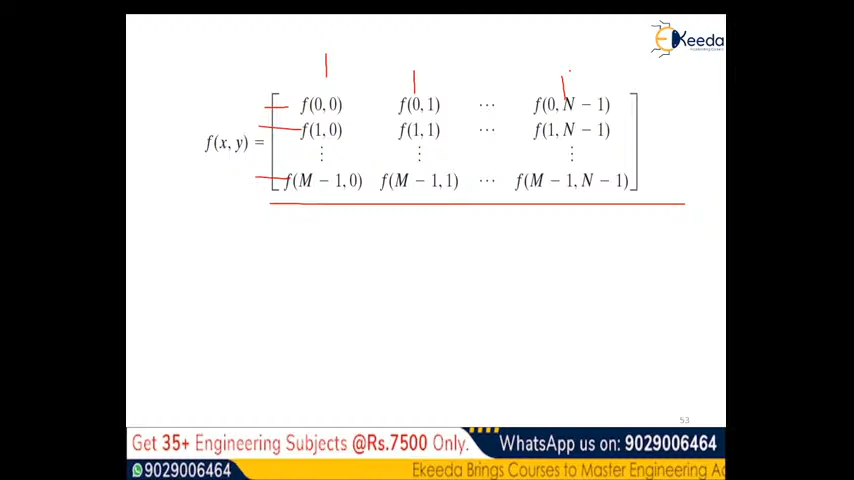 Ekeeda
f(0, 0) f(0, 1) ⋯ f(0, N − 1)
f(1, 0) f(1, 1) ⋯ f(1, N − 1)
f(x, y) =
⋮ ⋮ ⋮
f(M − 1, 0) f(M − 1, 1) ⋯ f(M − 1, N − 1)
53
Get 35+ Engineering Subjects @Rs.7500 Only.
WhatsApp us on: 9029006464
9029006464
Ekeeda Brings Courses to Master Engineering